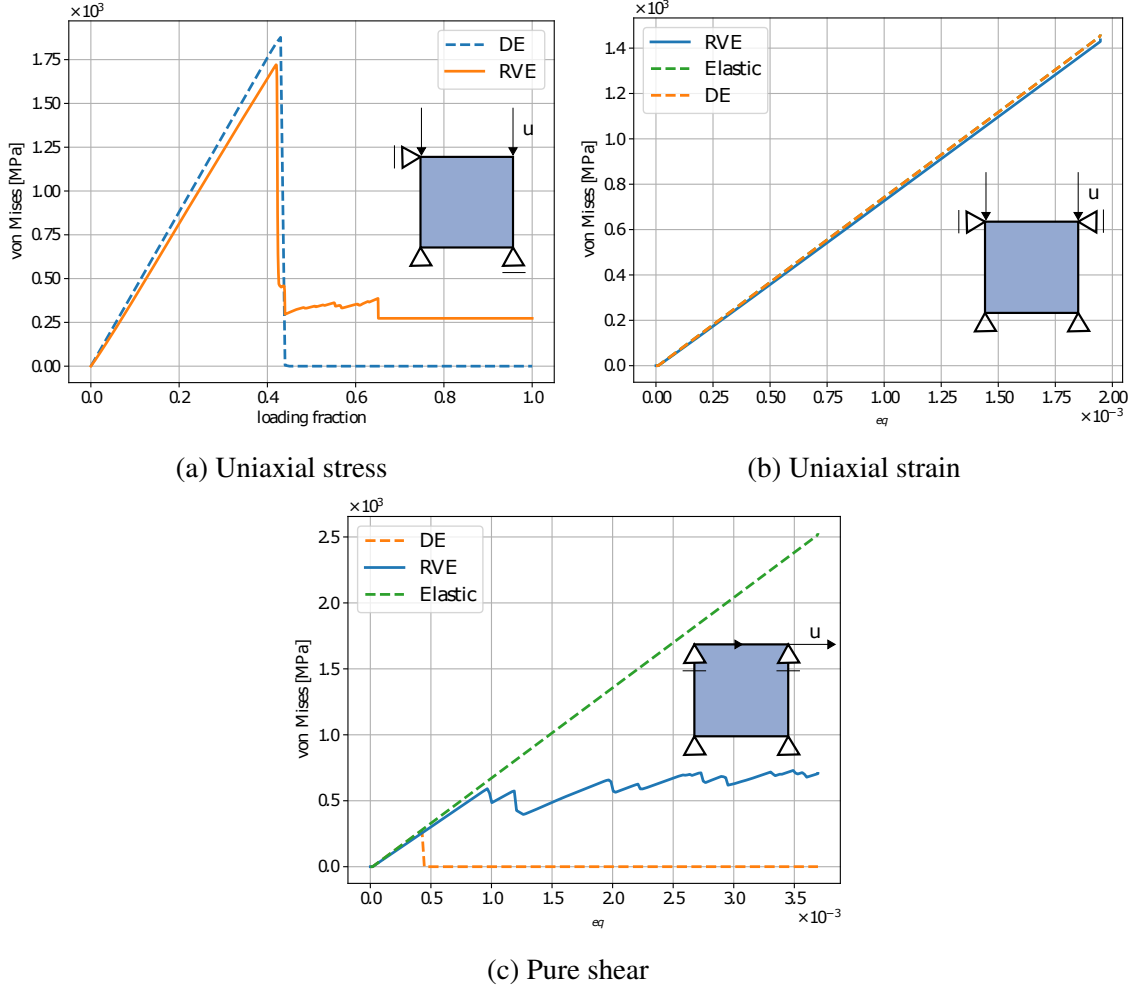 ×10³
von Mises [MPa]
1.75
1.50
1.25
1.00
0.75
0.50
0.25
0.00
DE
RVE
u
0.0 0.2 0.4 0.6 0.8 1.0
loading fraction
(a) Uniaxial stress
×10³
von Mises [MPa]
1.4
1.2
1.0
0.8
0.6
0.4
0.2
0.0
RVE
Elastic
DE
u
0.00 0.25 0.50 0.75 1.00 1.25 1.50 1.75 2.00
×10⁻³
eq
(b) Uniaxial strain
×10³
von Mises [MPa]
2.5
2.0
1.5
1.0
0.5
0.0
DE
RVE
Elastic
u
0.0 0.5 1.0 1.5 2.0 2.5 3.0 3.5
×10⁻³
eq
(c) Pure shear